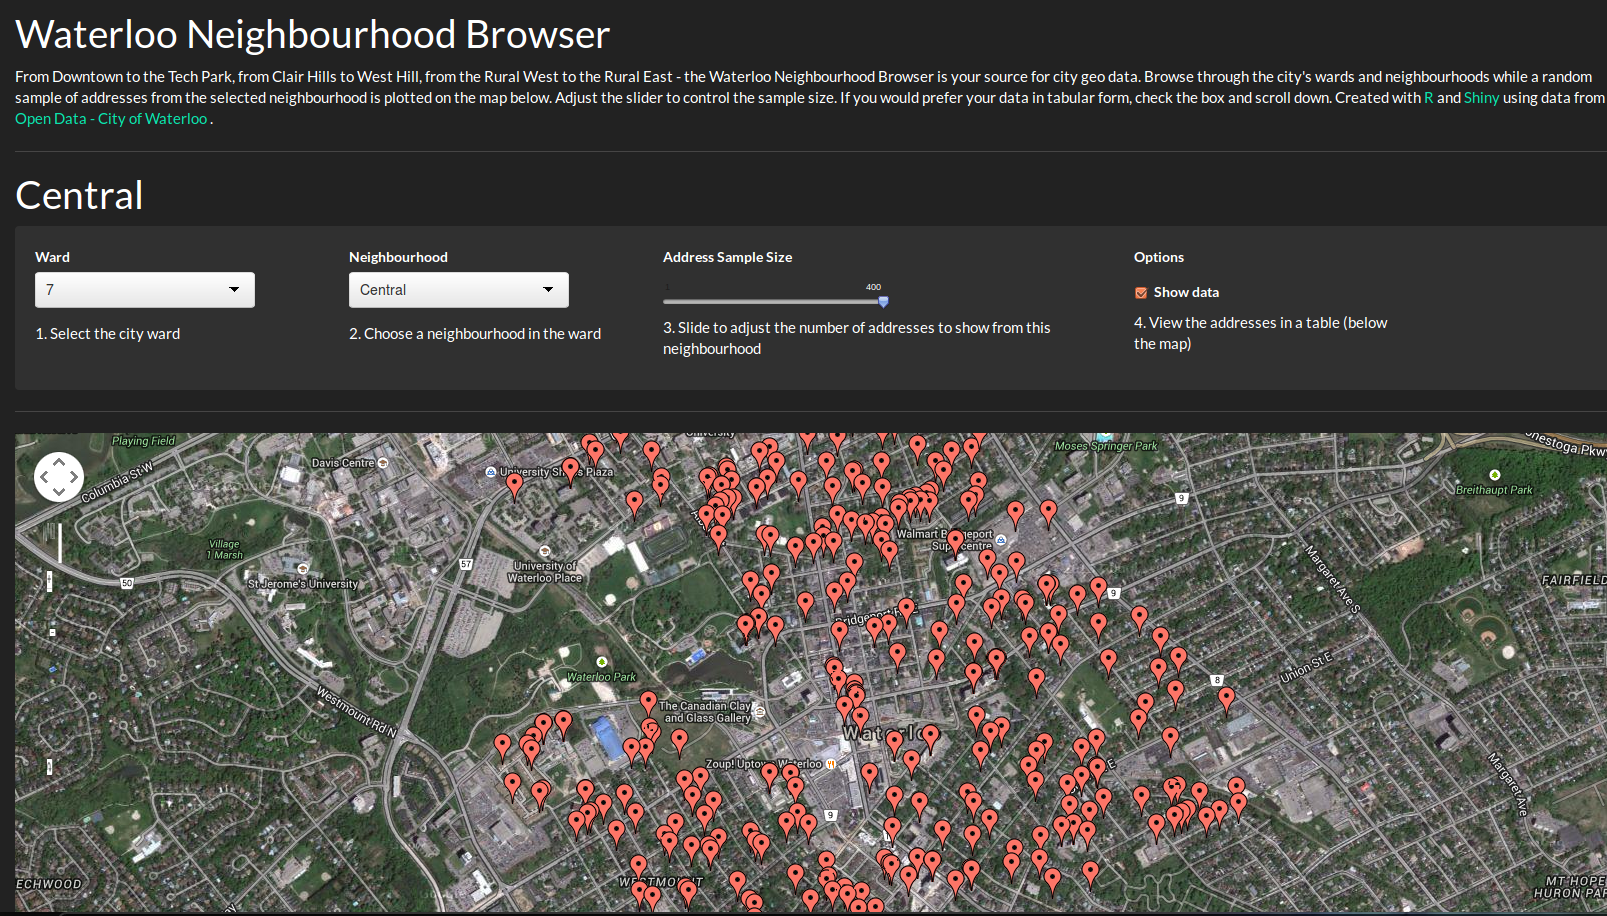 Waterloo Neighbourhood Browser
From Downtown to the Tech Park, from Clair Hills to West Hill, from the Rural West to the Rural East - the Waterloo Neighbourhood Browser is your source for city geo data. Browse through the city's wards and neighbourhoods while a random
sample of addresses from the selected neighbourhood is plotted on the map below. Adjust the slider to control the sample size. If you would prefer your data in tabular form, check the box and scroll down. Created with R and Shiny using data from
Open Data - City of Waterloo .
Central
Ward
Neighbourhood
Address Sample Size
Options
7
Central
1
400
Show data
1. Select the city ward
2. Choose a neighbourhood in the ward
3. Slide to adjust the number of addresses to show from this
neighbourhood
4. View the addresses in a table (below
the map)
Playing Field
University
Moses Springer Park
Davis Centre
University Plaza
Columbia St W
Breithaupt Park
9
Walmart
Village
1 Marsh
57
University of
Waterloo Place
50
St Jerome's University
Margaret Ave S
FAIRFIELD
9
Waterloo Park
Union St E
8
Westmount Rd N
The Canadian Clay
and Glass Gallery
Waterloo
Zoup! Uptown Waterloo
Margaret Ave
9
WESTMOUNT
ECHWOOD
MT HOPE
HURON PAR